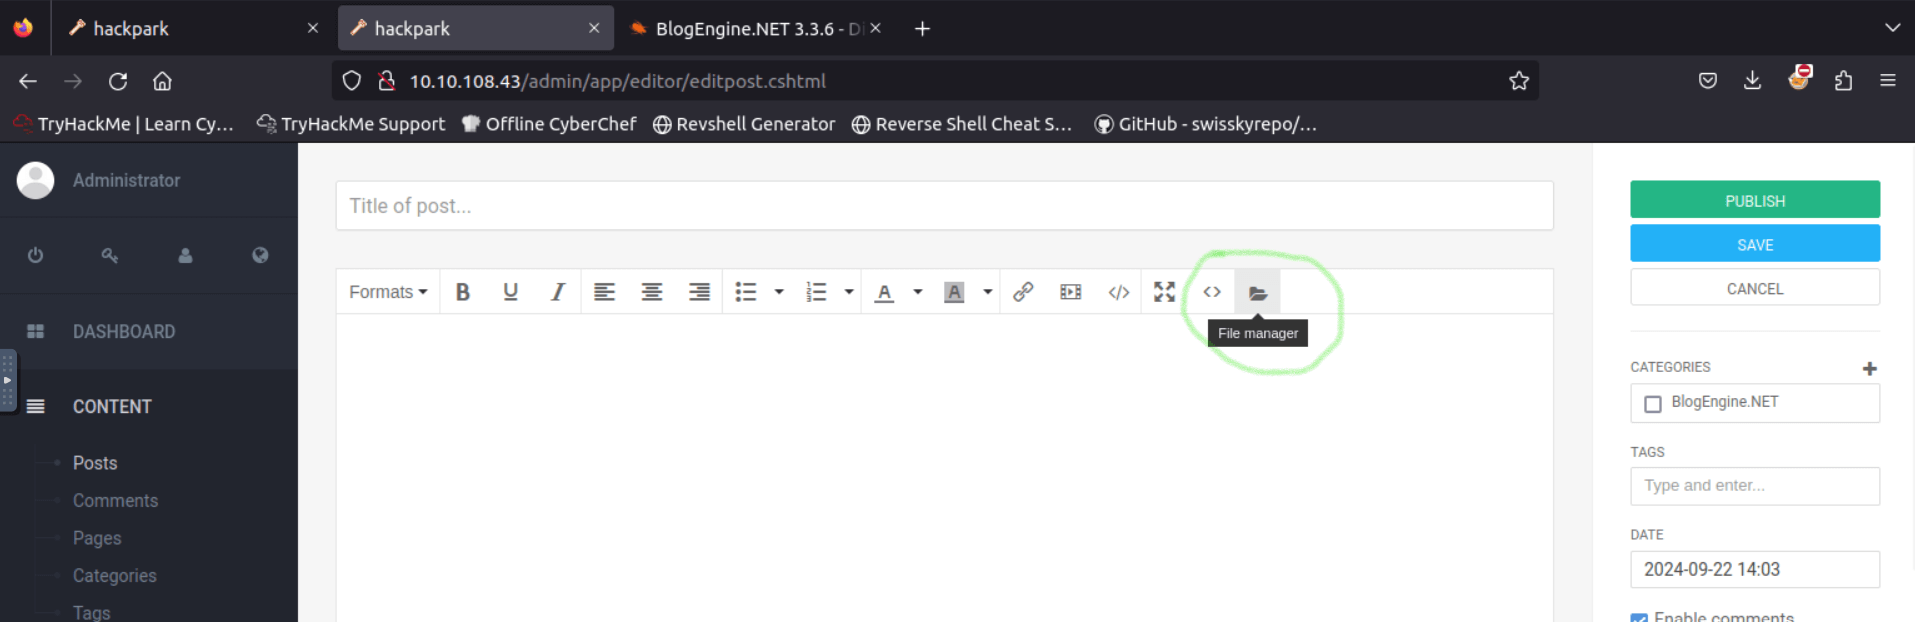 hackpark
hackpark
BlogEngine.NET 3.3.6 - Di
10.10.108.43/admin/app/editor/editpost.cshtml
TryHackMe | Learn Cy...
TryHackMe Support
Offline CyberChef
Revshell Generator
Reverse Shell Cheat S...
GitHub - swisskyrepo/...
Administrator
DASHBOARD
CONTENT
Posts
Comments
Pages
Categories
Tags
Title of post...
Formats
B U I
A A
File manager
PUBLISH
SAVE
CANCEL
CATEGORIES
BlogEngine.NET
TAGS
Type and enter...
DATE
2024-09-22 14:03
Enable comments